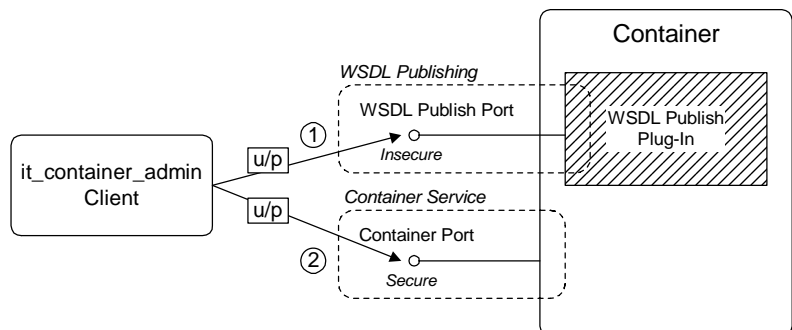 Container
WSDL Publishing
WSDL Publish Port
WSDL Publish
Plug-In
1
u/p
Insecure
it_container_admin
Client
Container Service
u/p
Container Port
2
Secure